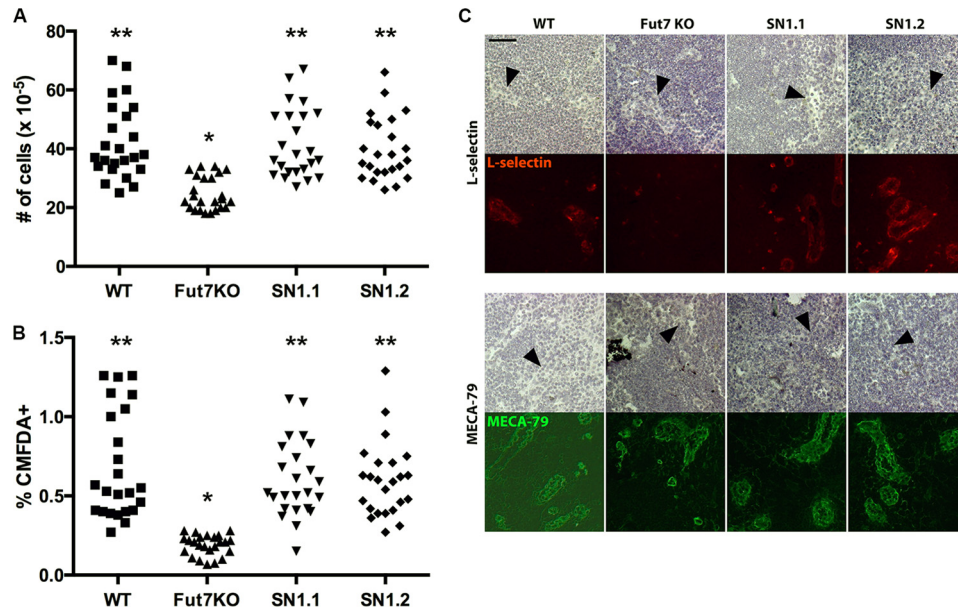 A
# of cells (x 10⁻⁵)
80
60
40
20
0
** * ** **
WT Fut7KO SN1.1 SN1.2
B
% CMFDA+
1.5
1.0
0.5
0.0
** * ** **
WT Fut7KO SN1.1 SN1.2
C
WT Fut7 KO SN1.1 SN1.2
L-selectin
L-selectin
MECA-79
MECA-79